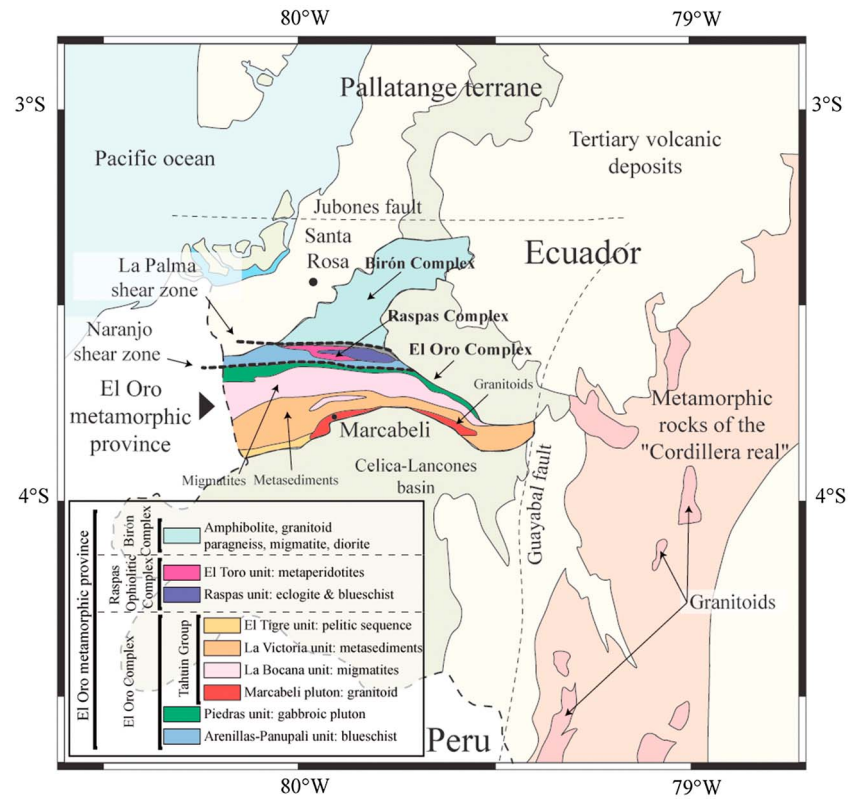 80°W
79°W
3°S
3°S
Pallatange terrane
Pacific ocean
Tertiary volcanic
deposits
Jubones fault
Santa
Rosa
Ecuador
La Palma
shear zone
Birón Complex
Raspas Complex
Naranjo
shear zone
El Oro Complex
Granitoids
El Oro
metamorphic
province
Metamorphic
rocks of the
"Cordillera real"
Marcabeli
Migmatites
Metasediments
Celica-Lancones
basin
Guayabal fault
4°S
4°S
El Oro metamorphic province
Birón
Complex
Amphibolite, granitoid
paragneiss, migmatite, diorite
Raspas
Ophiolitic
Complex
El Toro unit: metaperidotites
Raspas unit: eclogite & blueschist
El Oro Complex
Tahuin Group
El Tigre unit: pelitic sequence
La Victoria unit: metasediments
La Bocana unit: migmatites
Marcabeli pluton: granitoid
Piedras unit: gabbroic pluton
Arenillas-Panupali unit: blueschist
Granitoids
Peru
80°W
79°W